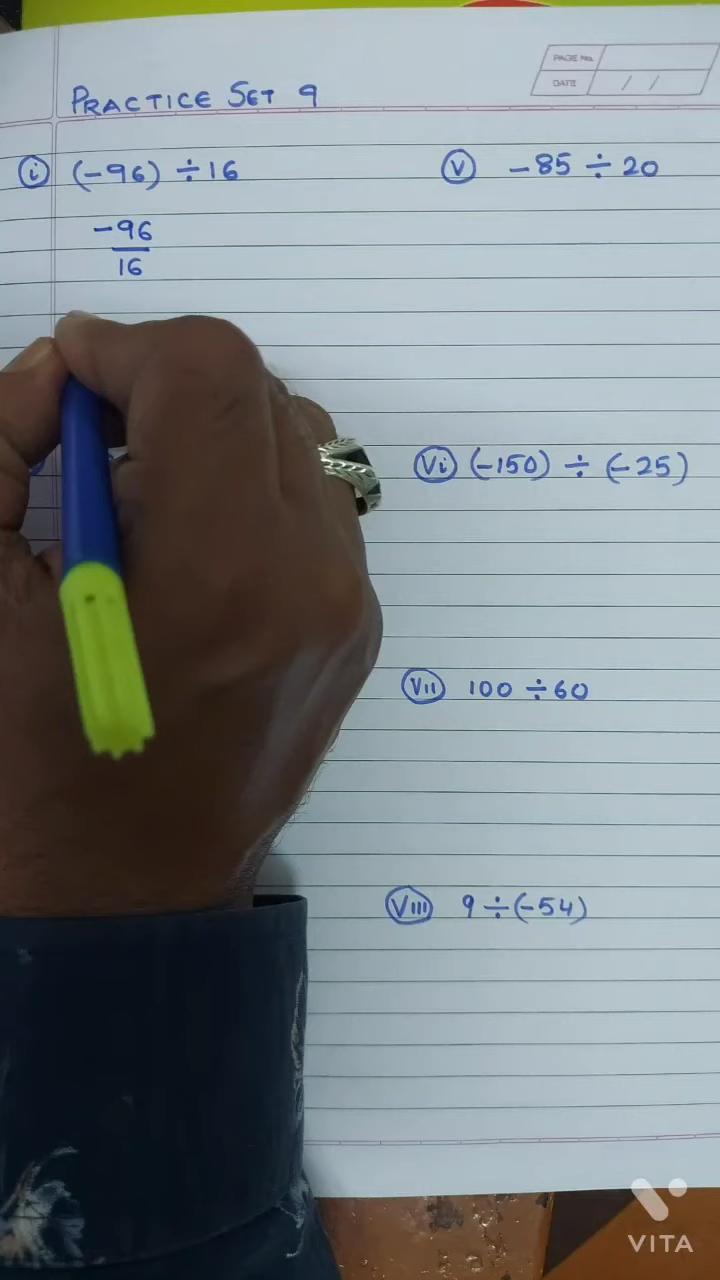 PAGE No.
DATE / /
PRACTICE SET 9
i (-96) ÷ 16
-96
16
V -85 ÷ 20
Vi (-150) ÷ (-25)
VII 100 ÷ 60
VIII 9 ÷ (-54)
VITA